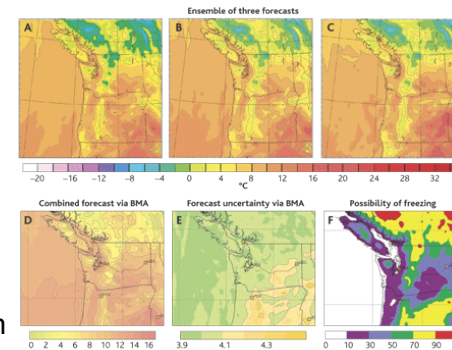 Ensemble of three forecasts
A B C
-20 -16 -12 -8 -4 0 4 8 12 16 20 24 28 32
°C
Combined forecast via BMA Forecast uncertainty via BMA Possibility of freezing
D E F
0 2 4 6 8 10 12 14 16 3.9 4.1 4.3 0 10 30 50 70 90